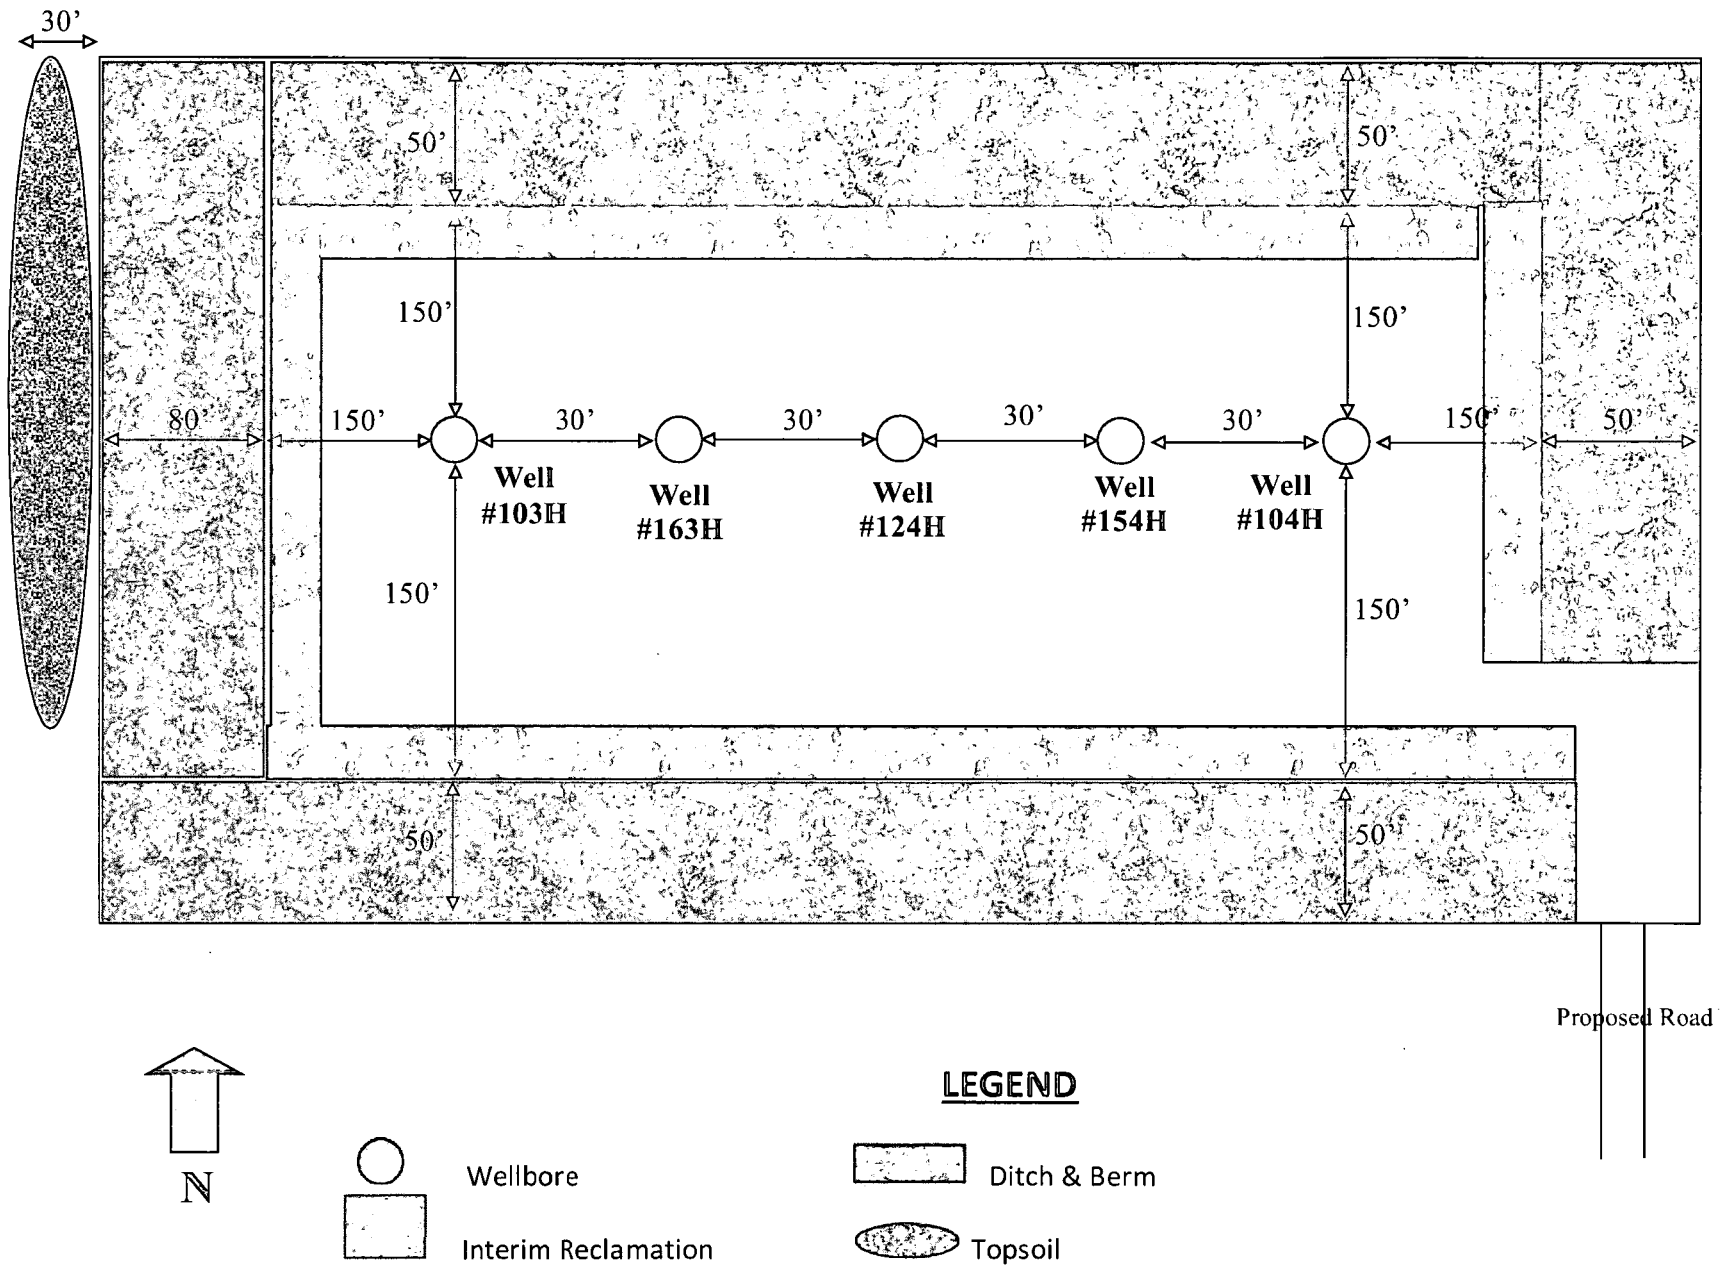 30’
50’
50’
150’
150’
80’
150’
30’
30’
30’
30’
150’
50’
Well
#103H
Well
#163H
Well
#124H
Well
#154H
Well
#104H
150’
150’
50’
50’
Proposed Road
LEGEND
N
Wellbore
Ditch & Berm
Interim Reclamation
Topsoil